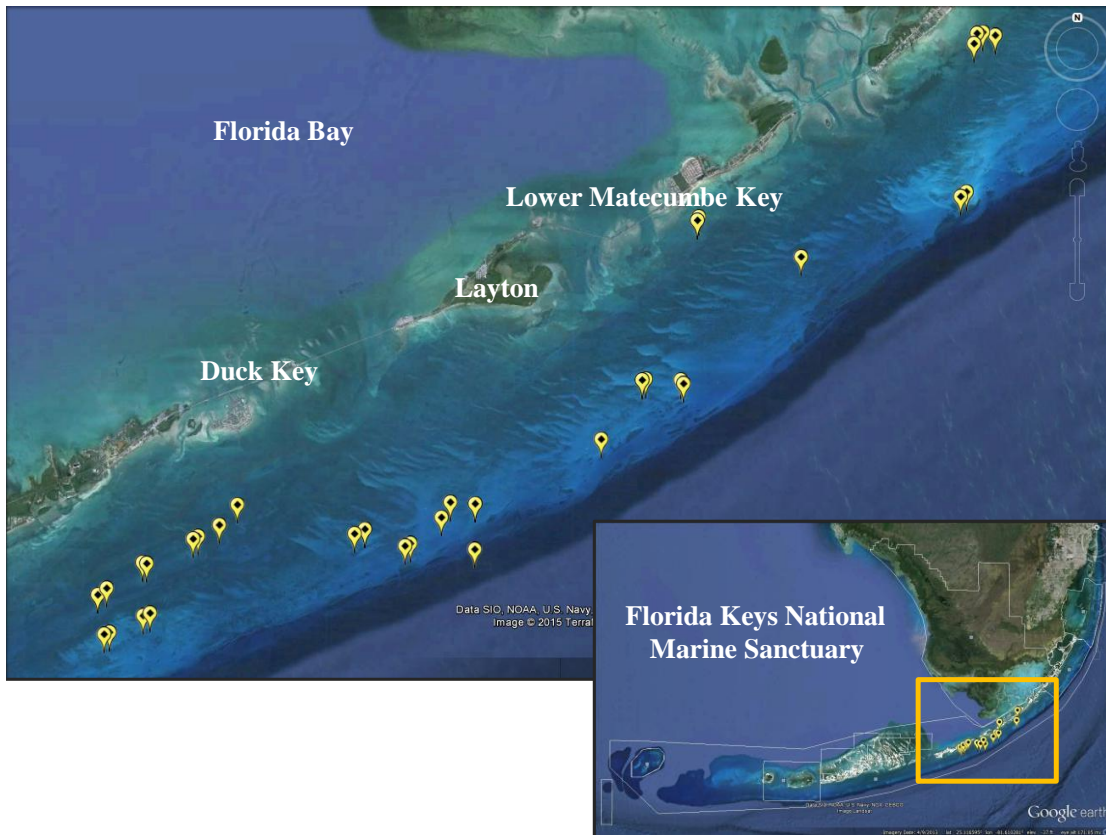 N
Florida Bay
Lower Matecumbe Key
Layton
Duck Key
Data SIO, NOAA, U.S. Navy,
Image © 2015 Terral
Florida Keys National
Marine Sanctuary
Google earth